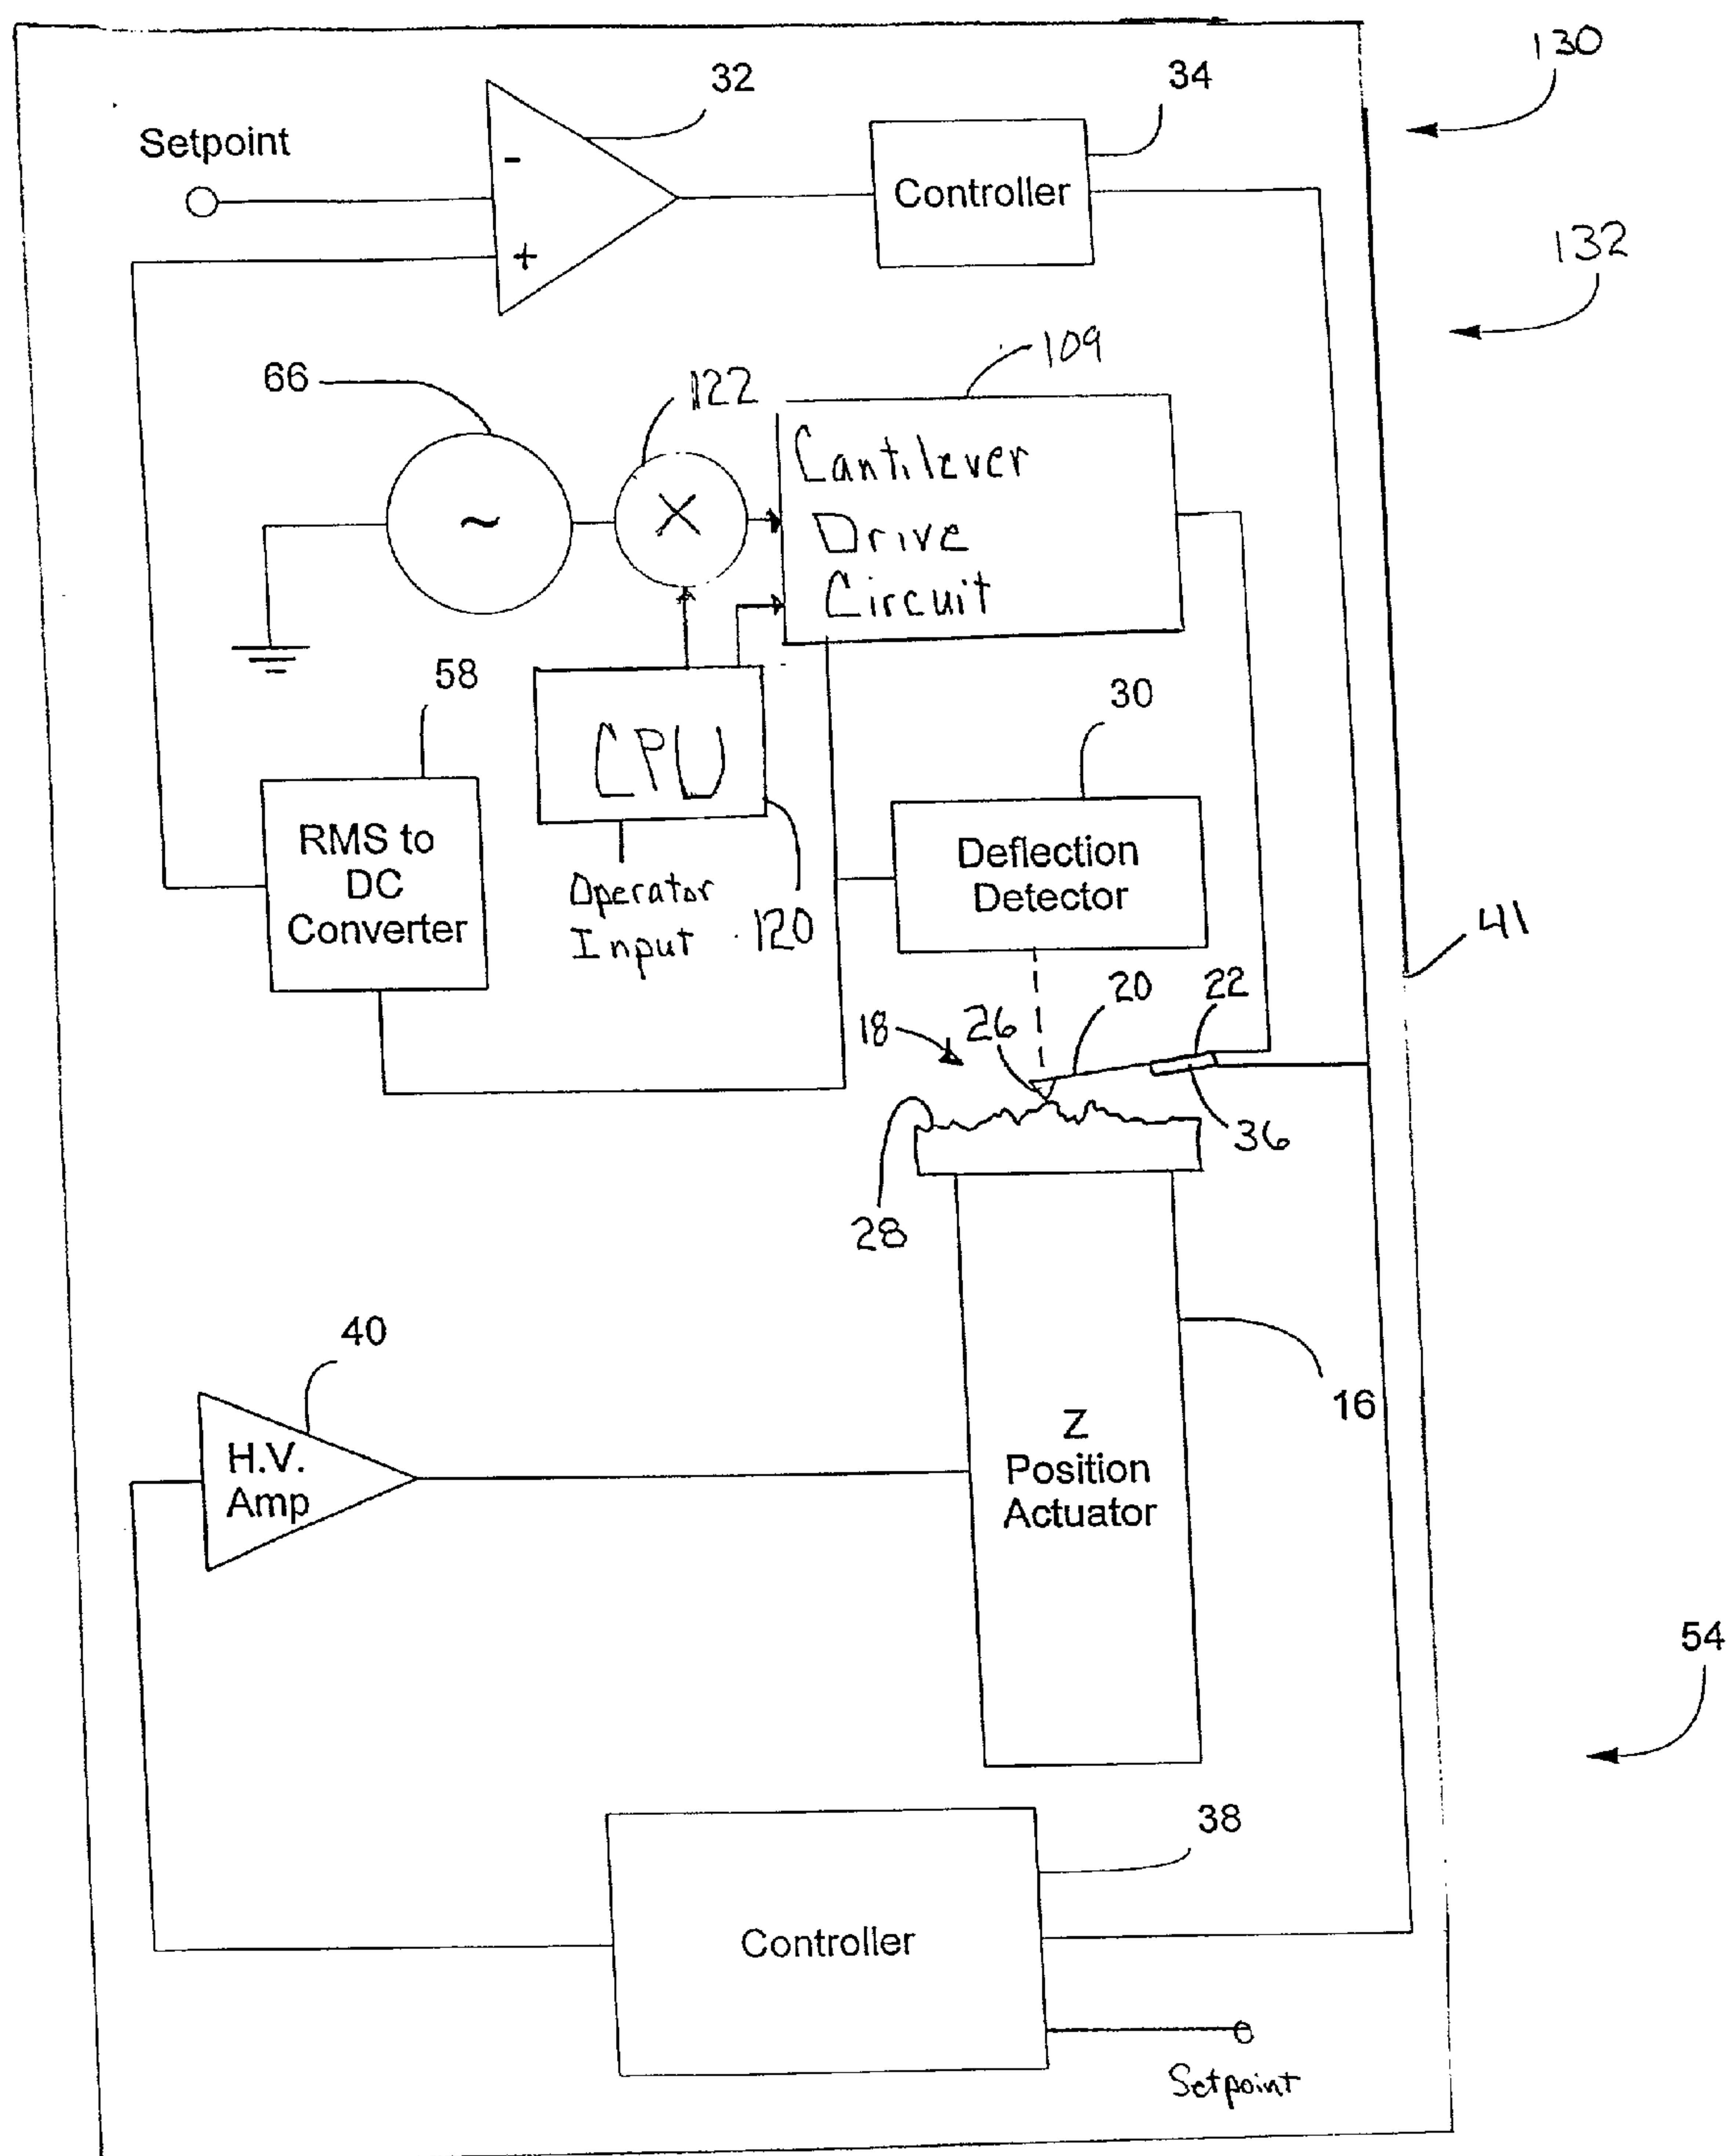 130
32
34
Setpoint
-
Controller
+
132
109
66
122
Cantilever
Drive
Circuit
~
X
58
30
CPU
RMS to
DC
Converter
Deflection
Detector
Operator
Input
120
41
18
26
20
22
36
28
40
16
H.V.
Amp
Z
Position
Actuator
54
38
Controller
Setpoint